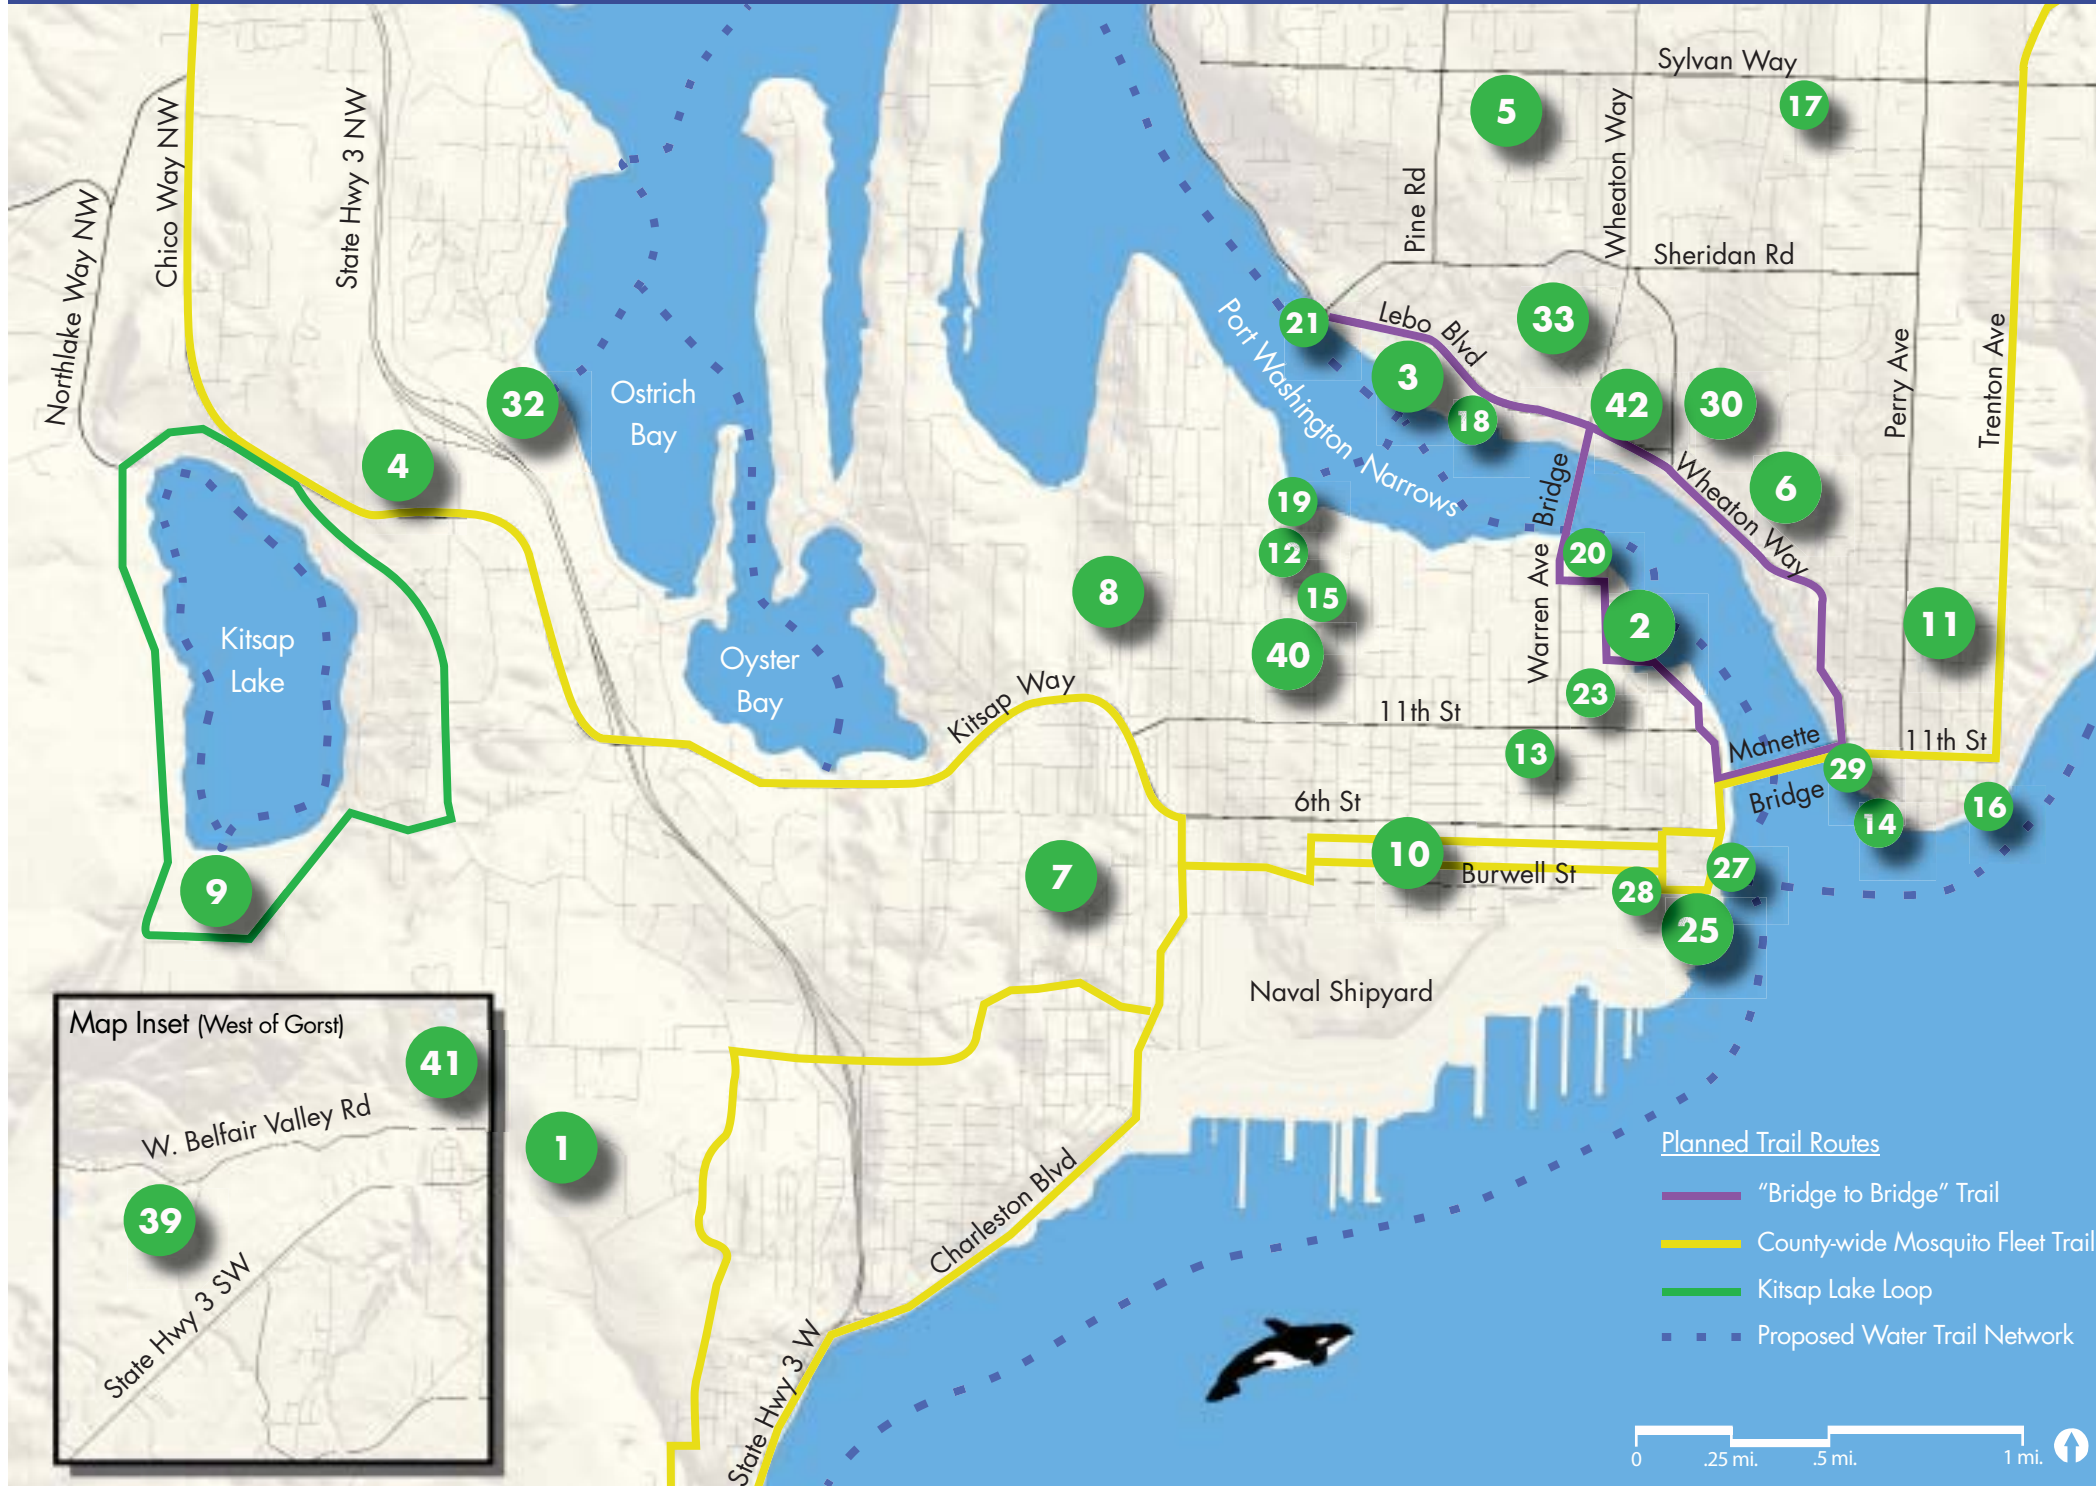 Sylvan Way
5
17
Wheaton Way
Pine Rd
Chico Way NW
State Hwy 3 NW
Northlake Way NW
Sheridan Rd
21
Lebo Blvd
33
3
18
42
30
Port Washington Narrows
Perry Ave
Trenton Ave
32
Ostrich
Bay
4
Wheaton Way
6
Warren Ave Bridge
19
12
20
15
8
40
2
11
23
Kitsap
Lake
Oyster
Bay
Kitsap Way
11th St
13
Manette
Bridge
11th St
29
16
14
6th St
10
Burwell St
27
28
25
7
9
Naval Shipyard
Map Inset (West of Gorst)
41
W. Belfair Valley Rd
39
State Hwy 3 SW
1
Charleston Blvd
State Hwy 3 W
Planned Trail Routes
“Bridge to Bridge” Trail
County-wide Mosquito Fleet Trail
Kitsap Lake Loop
Proposed Water Trail Network
0 .25 mi. .5 mi. 1 mi.